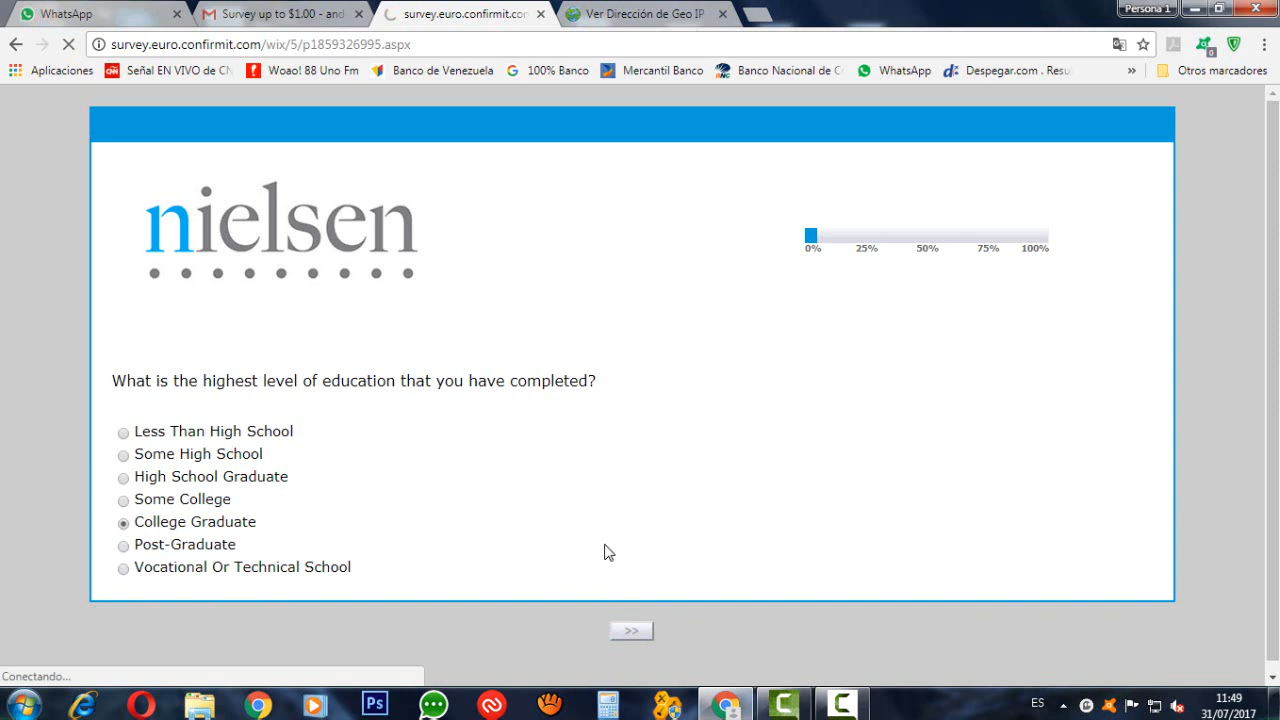 WhatsApp
Survey up to $1.00 - and
survey.euro.confirmit.con
Ver Dirección de Geo IP
Persona 1
survey.euro.confirmit.com/wix/5/p1859326995.aspx
Aplicaciones
Señal EN VIVO de CN
Woao! 88 Uno Fm
Banco de Venezuela
100% Banco
Mercantil Banco
Banco Nacional de C
WhatsApp
Despegar.com . Resu
»
Otros marcadores
nielsen
0% 25% 50% 75% 100%
What is the highest level of education that you have completed?
Less Than High School
Some High School
High School Graduate
Some College
College Graduate
Post-Graduate
Vocational Or Technical School
>>
Conectando...
Ps
ES
11:49
31/07/2017